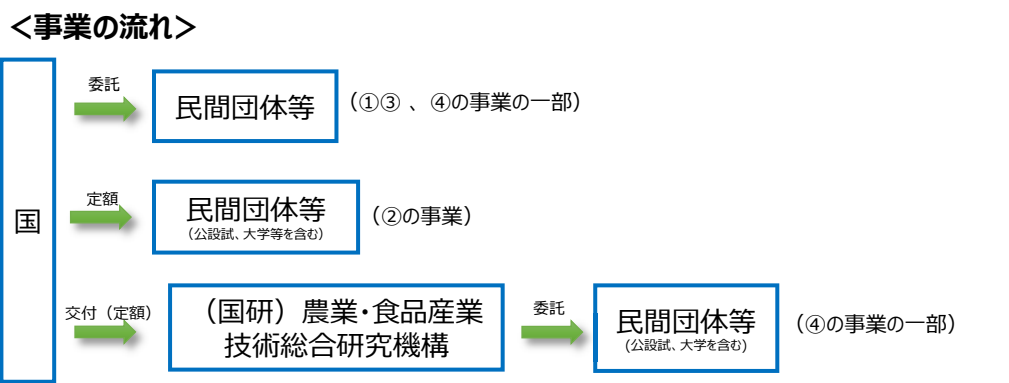 ＜事業の流れ＞
国
委託
民間団体等
（①③ 、④の事業の一部）
定額
民間団体等
（公設試、大学等を含む）
（②の事業）
交付（定額）
（国研）農業・食品産業
技術総合研究機構
委託
民間団体等
(公設試、大学を含む)
（④の事業の一部）